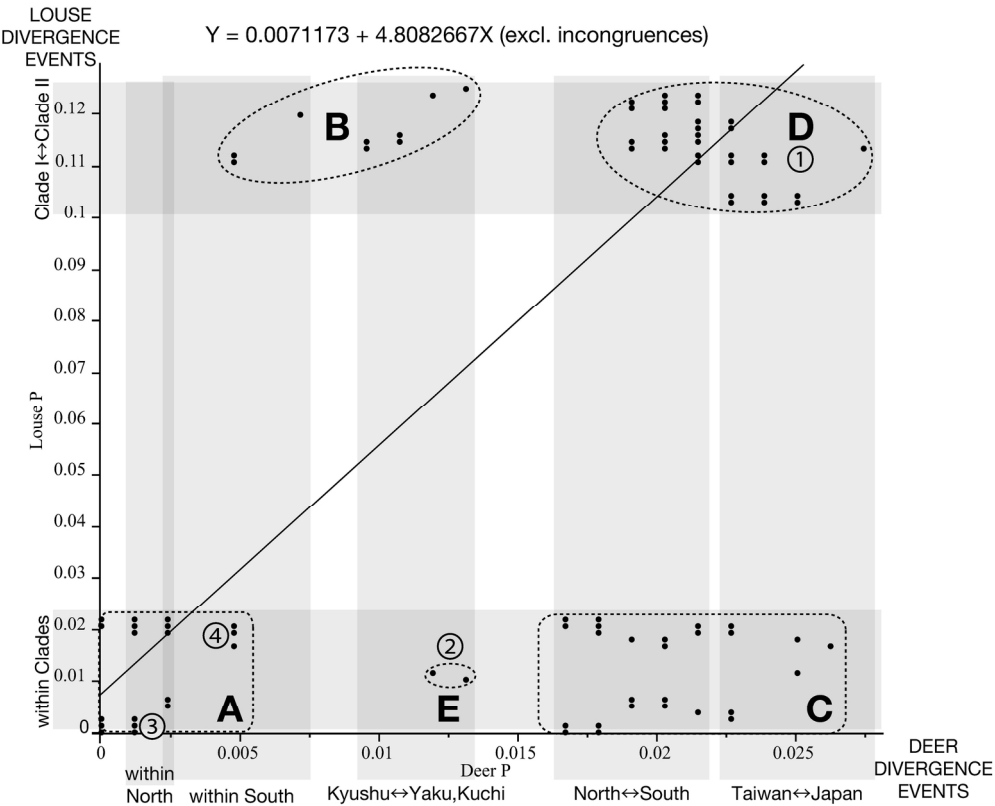 LOUSE
DIVERGENCE
EVENTS
Y = 0.0071173 + 4.8082667X (excl. incongruences)
Clade I↔Clade II
within Clades
Louse P
0.12
0.11
0.1
0.09
0.08
0.07
0.06
0.05
0.04
0.03
0.02
0.01
0
B
D
①
④
②
③
A
E
C
0
0.005
0.01
0.015
0.02
0.025
Deer P
within
North
within South
Kyushu↔Yaku,Kuchi
North↔South
Taiwan↔Japan
DEER
DIVERGENCE
EVENTS